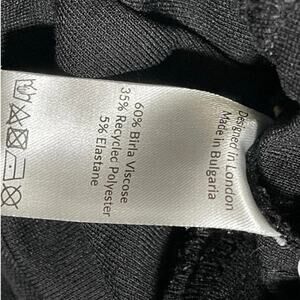 Designed in London
Made in Bulgaria
60% Birla Viscose
35% Recycled Polyester
5% Elastane